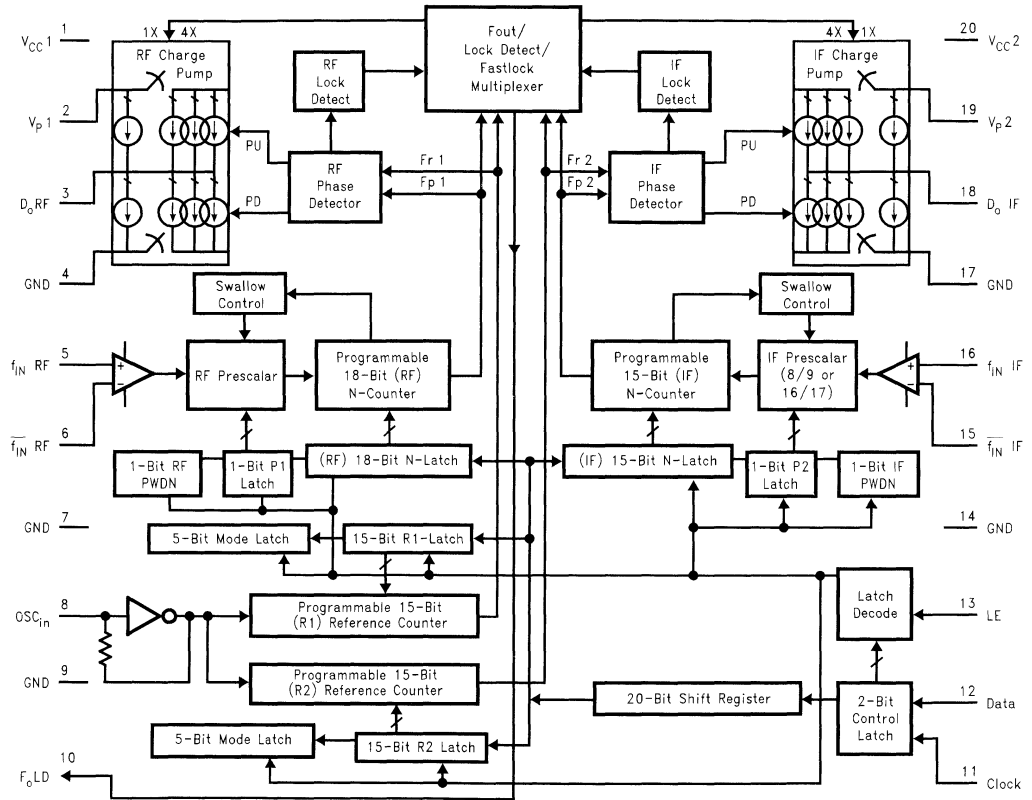 1
V_CC 1
1X 4X
RF Charge
Pump
2
V_P 1
3
D_o RF
4
GND
RF
Lock
Detect
Fout/
Lock Detect/
Fastlock
Multiplexer
IF
Lock
Detect
4X 1X
IF Charge
Pump
20
V_CC 2
19
V_P 2
18
D_o IF
17
GND
PU
PD
RF
Phase
Detector
Fr 1
Fp 1
Fr 2
Fp 2
IF
Phase
Detector
PU
PD
Swallow
Control
Swallow
Control
5
f_IN RF
+
−
6
f̅_IN RF
RF Prescalar
Programmable
18-Bit (RF)
N-Counter
Programmable
15-Bit (IF)
N-Counter
IF Prescalar
(8/9 or
16/17)
+
−
16
f_IN IF
15
f̅_IN IF
1-Bit RF
PWDN
1-Bit P1
Latch
(RF) 18-Bit N-Latch
(IF) 15-Bit N-Latch
1-Bit P2
Latch
1-Bit IF
PWDN
7
GND
14
GND
5-Bit Mode Latch
15-Bit R1-Latch
8
OSC_in
9
GND
Programmable 15-Bit
(R1) Reference Counter
Programmable 15-Bit
(R2) Reference Counter
Latch
Decode
13
LE
20-Bit Shift Register
2-Bit
Control
Latch
12
Data
11
Clock
5-Bit Mode Latch
15-Bit R2 Latch
10
F_o LD